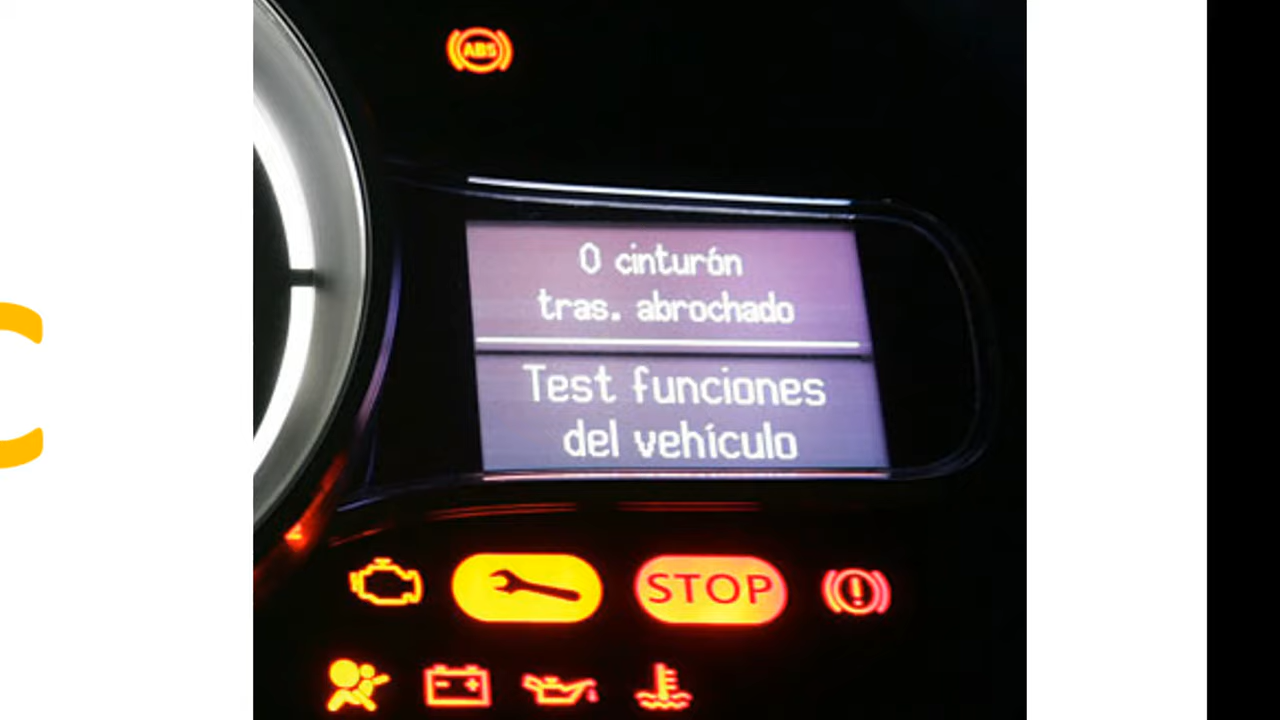 C
ABS
0 cinturón
tras. abrochado
Test funciones
del vehículo
STOP